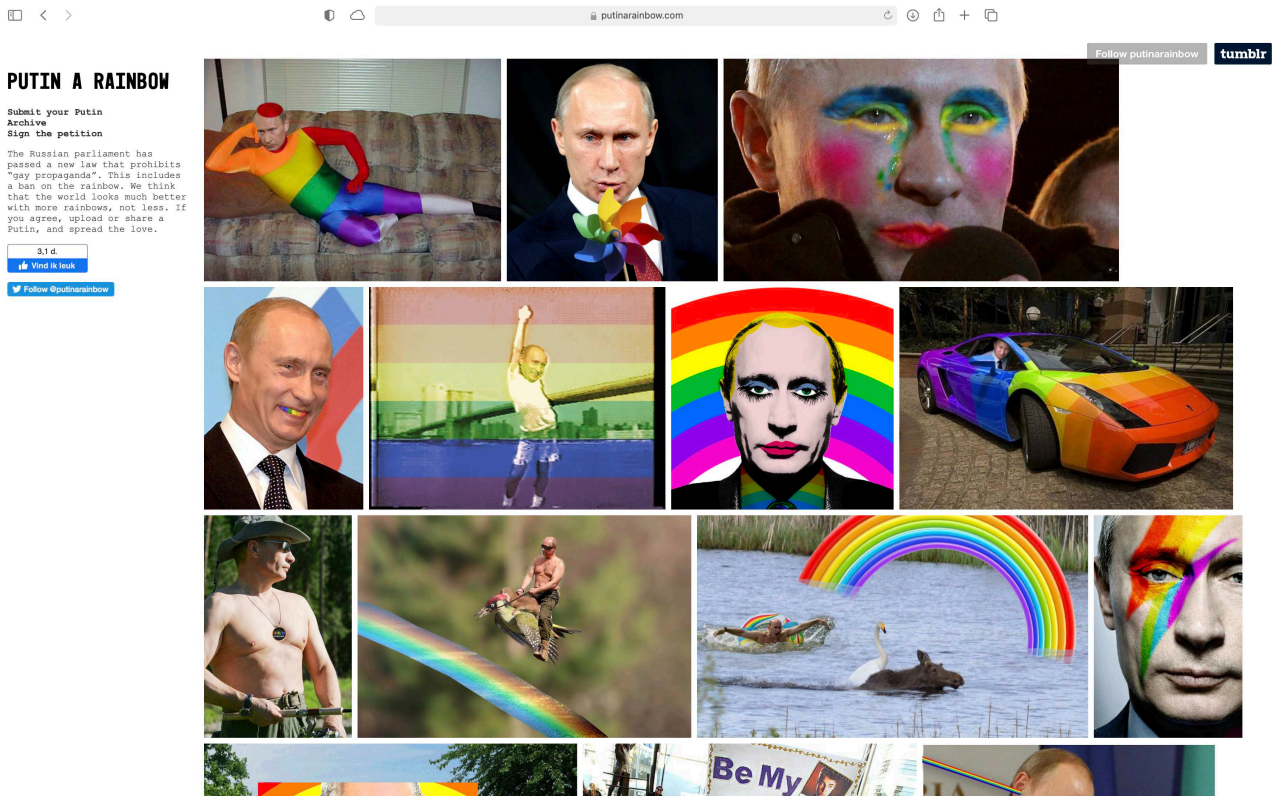 putinarainbow.com
Follow putinarainbow
tumblr
PUTIN A RAINBOW
Submit your Putin
Archive
Sign the petition
The Russian parliament has
passed a new law that prohibits
“gay propaganda”. This includes
a ban on the rainbow. We think
that the world looks much better
with more rainbows, not less. If
you agree, upload or share a
Putin, and spread the love.
3,1 d.
Vind ik leuk
Follow @putinarainbow
Be My